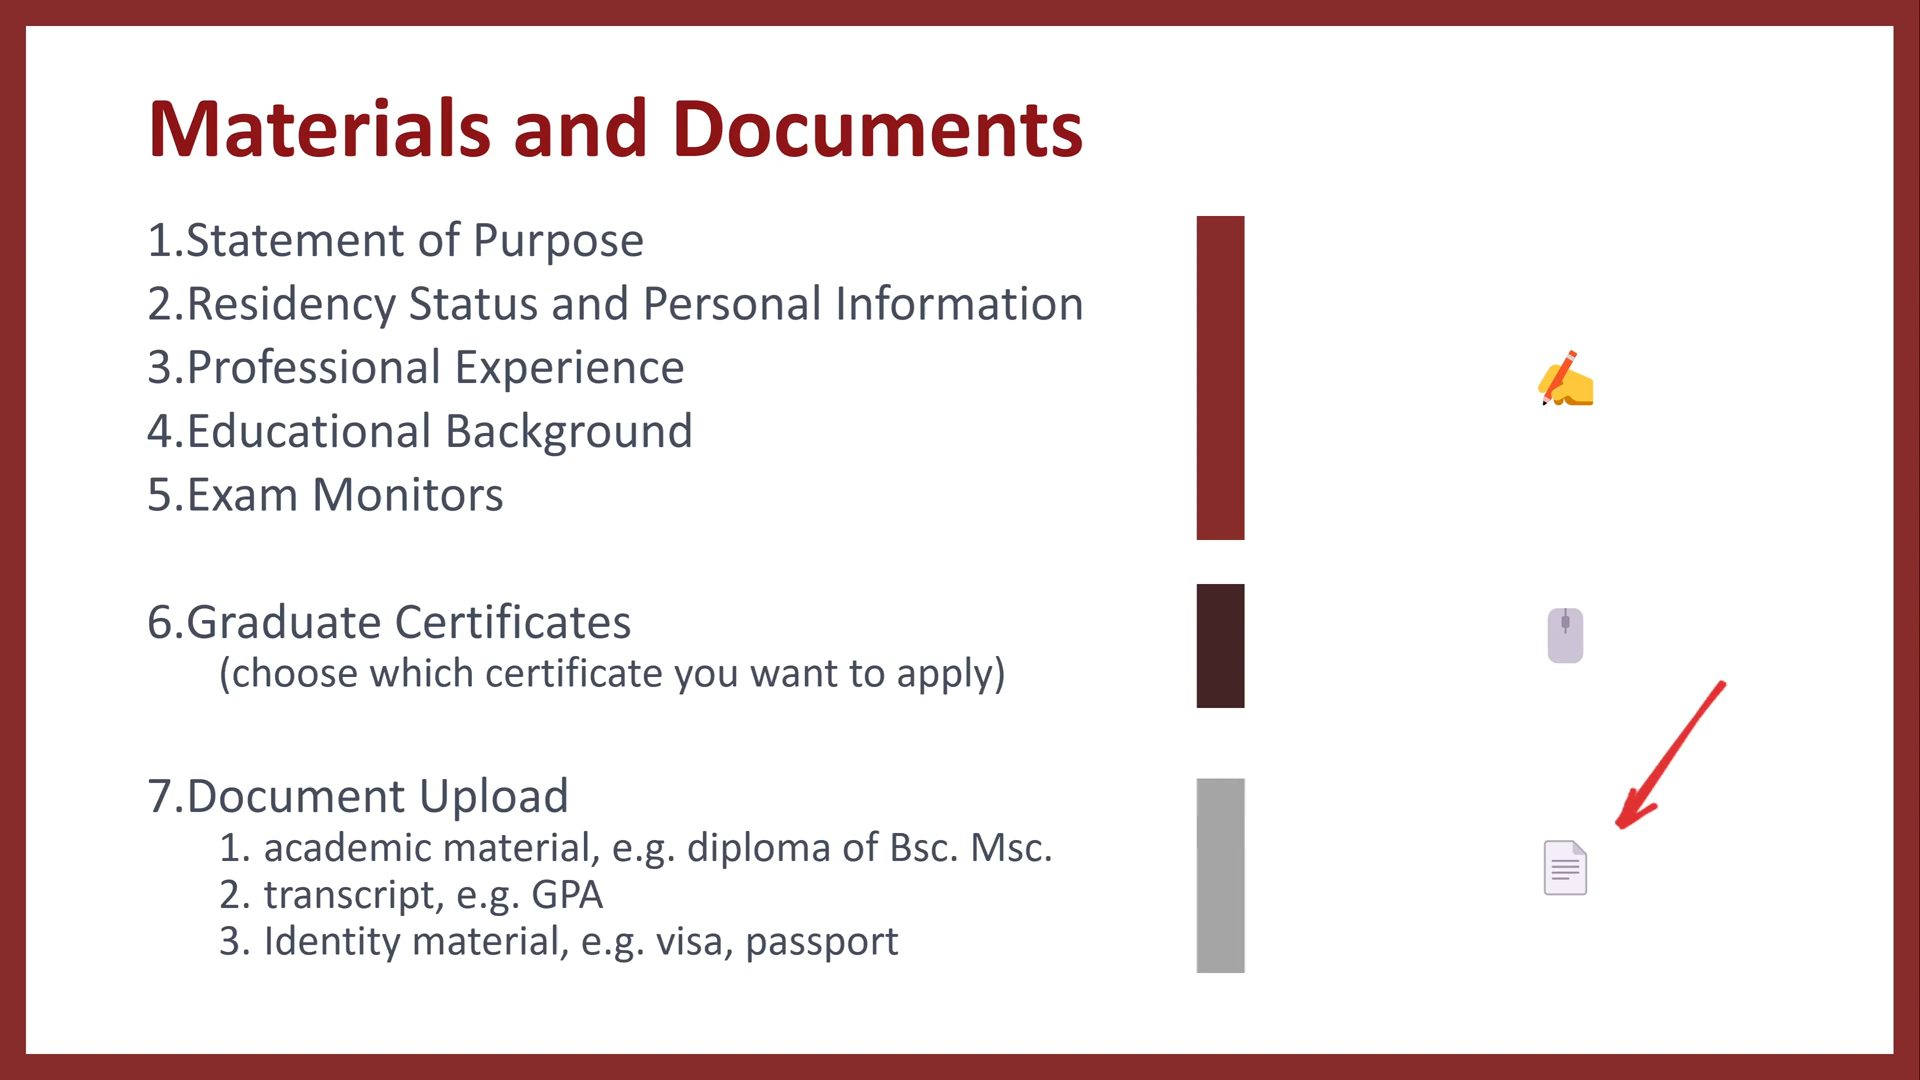 Materials and Documents
1.Statement of Purpose
2.Residency Status and Personal Information
3.Professional Experience
4.Educational Background
5.Exam Monitors
6.Graduate Certificates
(choose which certificate you want to apply)
7.Document Upload
1. academic material, e.g. diploma of Bsc. Msc.
2. transcript, e.g. GPA
3. Identity material, e.g. visa, passport